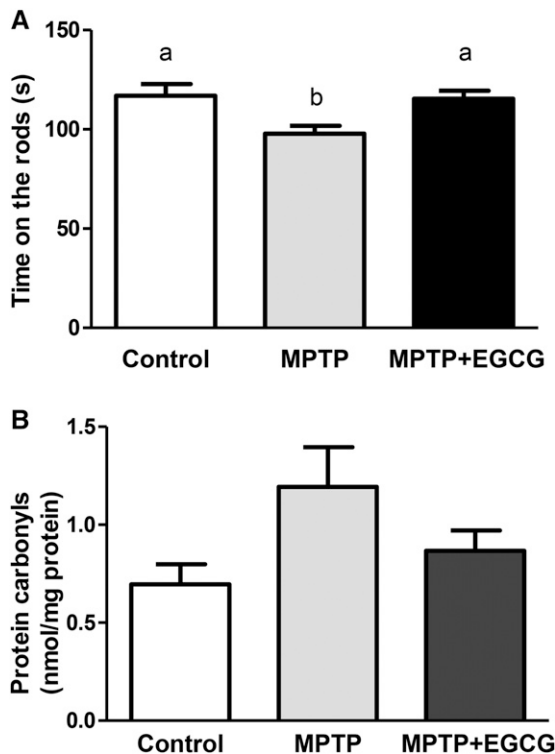 A
Time on the rods (s)
150
100
50
0
a
b
a
Control MPTP MPTP+EGCG
B
Protein carbonyls
(nmol/mg protein)
1.5
1.0
0.5
0.0
Control MPTP MPTP+EGCG